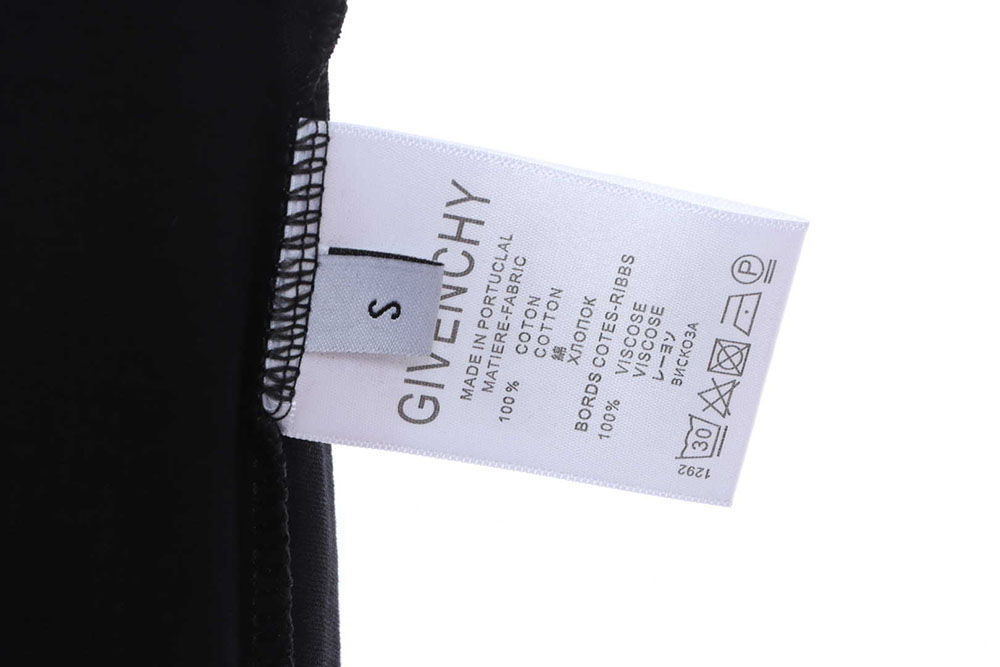 GIVENCHY
S
MADE IN PORTUCLAL
MATIERE-FABRIC
100% COTON
COTTON
綿
ХЛОПОК
BORDS COTES-RIBBS
100% VISCOSE
VISCOSE
レーヨン
ВИСКОЗА
P
30
1292